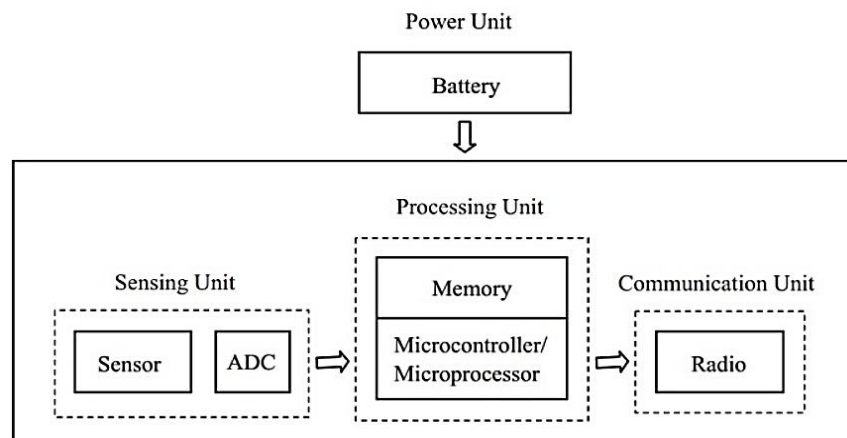 Power Unit
Battery
Processing Unit
Sensing Unit
Communication Unit
Memory
Sensor
ADC
Microcontroller/
Microprocessor
Radio